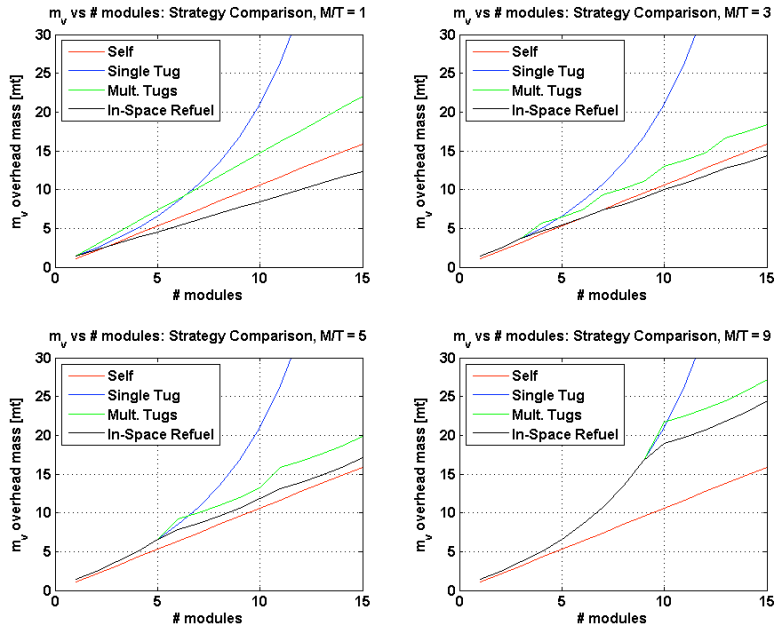 m_v vs # modules: Strategy Comparison, M/T = 1
30
25
20
15
10
5
0
m_v overhead mass [mt]
Self
Single Tug
Mult. Tugs
In-Space Refuel
0 5 10 15
# modules
m_v vs # modules: Strategy Comparison, M/T = 3
30
25
20
15
10
5
0
m_v overhead mass [mt]
Self
Single Tug
Mult. Tugs
In-Space Refuel
0 5 10 15
# modules
m_v vs # modules: Strategy Comparison, M/T = 5
30
25
20
15
10
5
0
m_v overhead mass [mt]
Self
Single Tug
Mult. Tugs
In-Space Refuel
0 5 10 15
# modules
m_v vs # modules: Strategy Comparison, M/T = 9
30
25
20
15
10
5
0
m_v overhead mass [mt]
Self
Single Tug
Mult. Tugs
In-Space Refuel
0 5 10 15
# modules